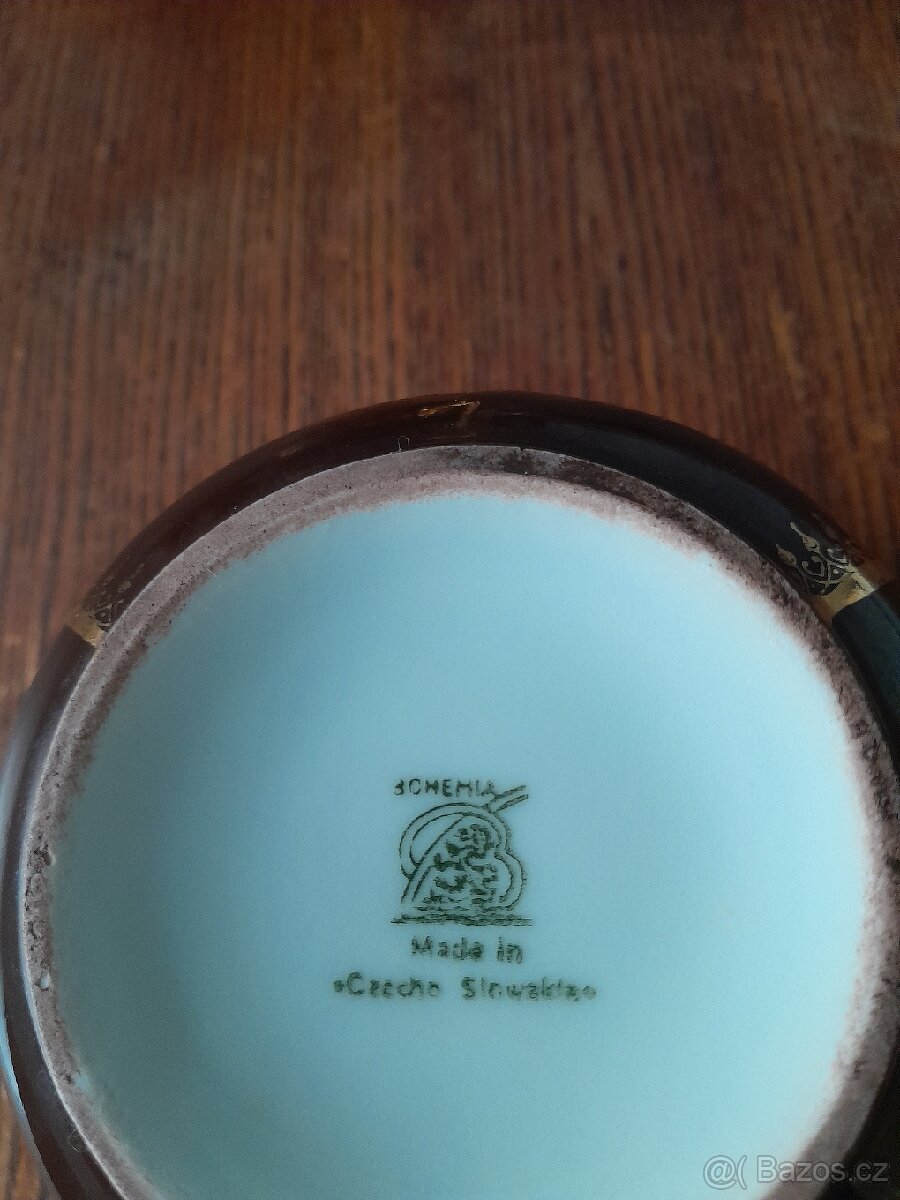 BOHEMIA
Made in
»Czecho Slowakia«
@( Bazos.cz